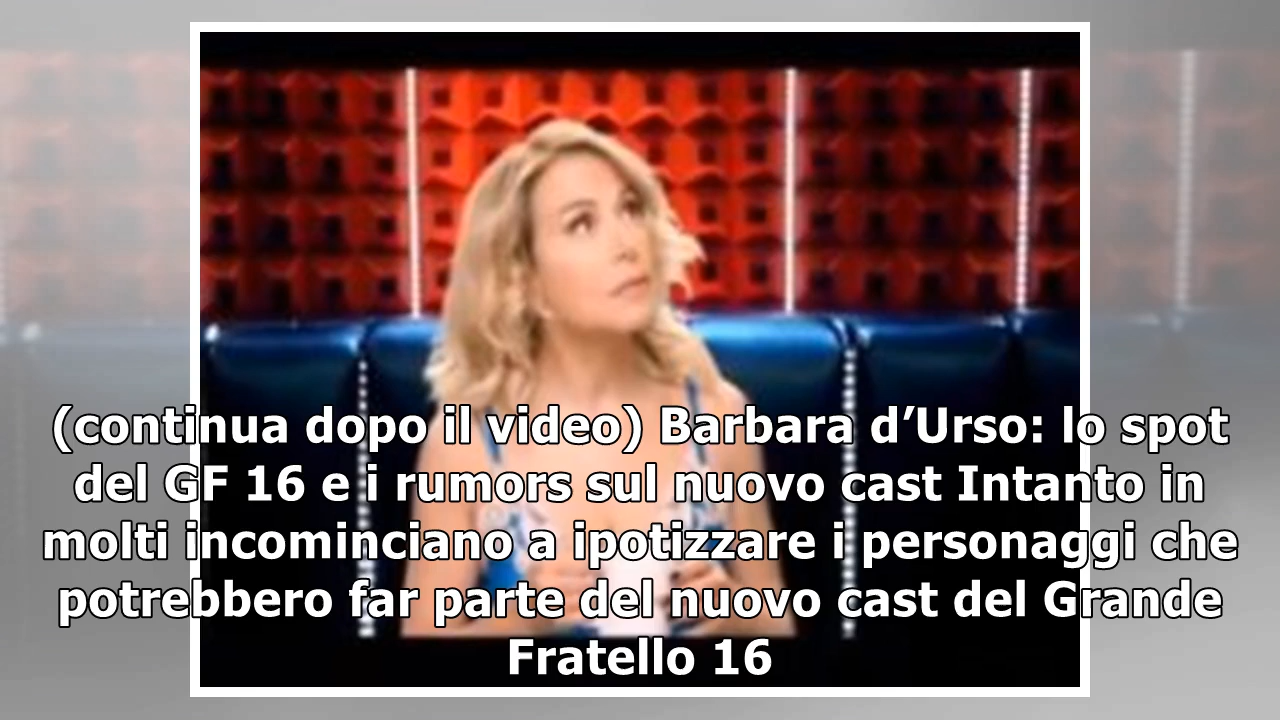 (continua dopo il video) Barbara d’Urso: lo spot
del GF 16 e i rumors sul nuovo cast Intanto in
molti incominciano a ipotizzare i personaggi che
potrebbero far parte del nuovo cast del Grande
Fratello 16